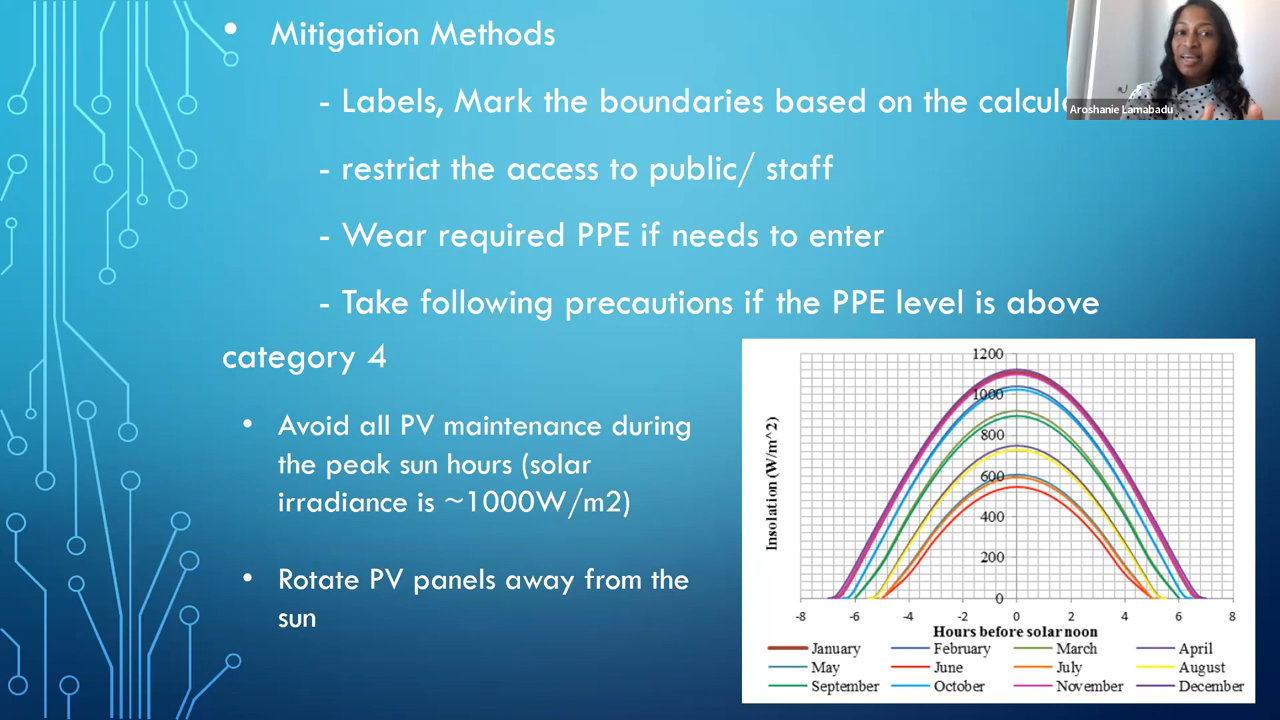 • Mitigation Methods
- Labels, Mark the boundaries based on the
Aroshanie Lamabadu
- restrict the access to public/ staff
- Wear required PPE if needs to enter
- Take following precautions if the PPE level is above
category 4
• Avoid all PV maintenance during
the peak sun hours (solar
irradiance is ~1000W/m2)
• Rotate PV panels away from the
sun
1200
1000
800
600
400
200
0
Insolation (W/m^2)
-8 -6 -4 -2 0 2 4 6 8
Hours before solar noon
January February March April
May June July August
September October November December